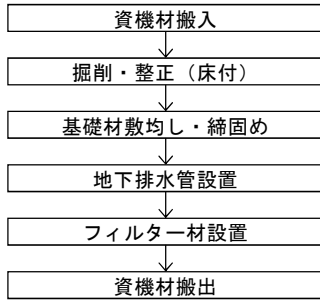 資機材搬入
掘削・整正（床付）
基礎材敷均し・締固め
地下排水管設置
フィルター材設置
資機材搬出